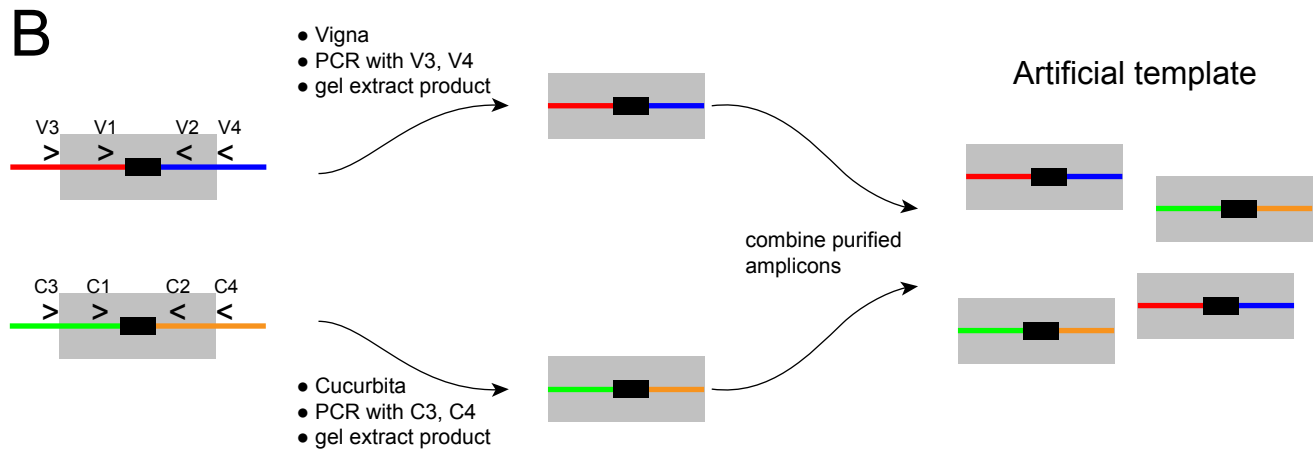 B
● Vigna
● PCR with V3, V4
● gel extract product
Artificial template
V3 V1 V2 V4
> > < <
combine purified
amplicons
C3 C1 C2 C4
> > < <
● Cucurbita
● PCR with C3, C4
● gel extract product